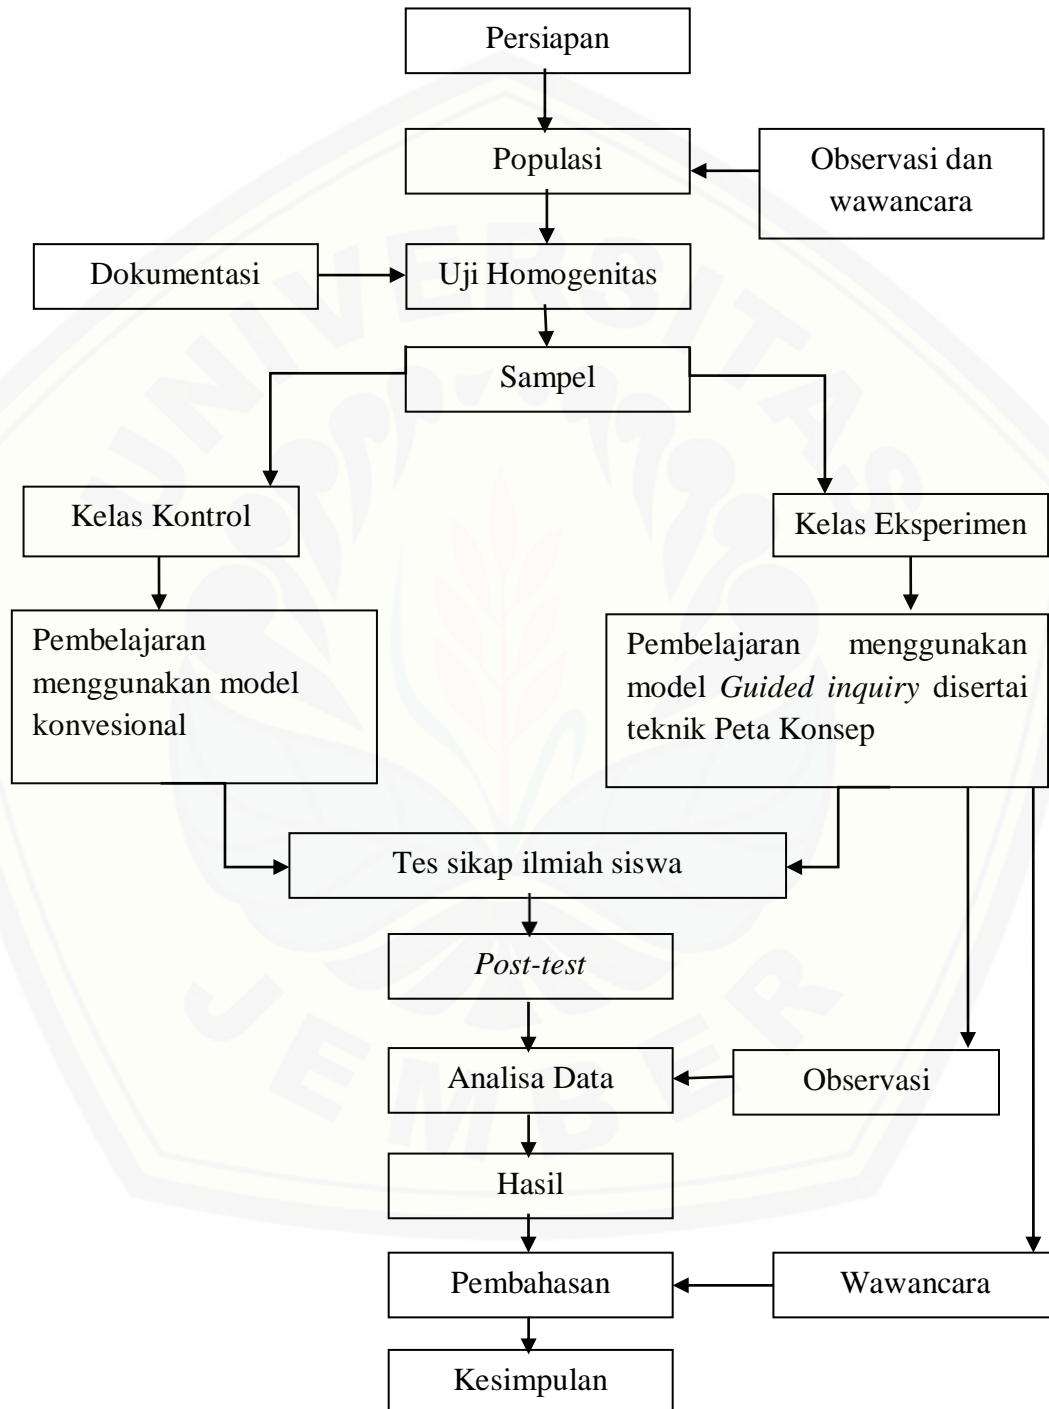 Persiapan
Populasi
Observasi dan
wawancara
Dokumentasi
Uji Homogenitas
Sampel
Kelas Kontrol
Kelas Eksperimen
Pembelajaran
menggunakan model
konvesional
Pembelajaran menggunakan
model Guided inquiry disertai
teknik Peta Konsep
Tes sikap ilmiah siswa
Post-test
Analisa Data
Observasi
Hasil
Pembahasan
Wawancara
Kesimpulan
UNIVERSITAS
JEMBER